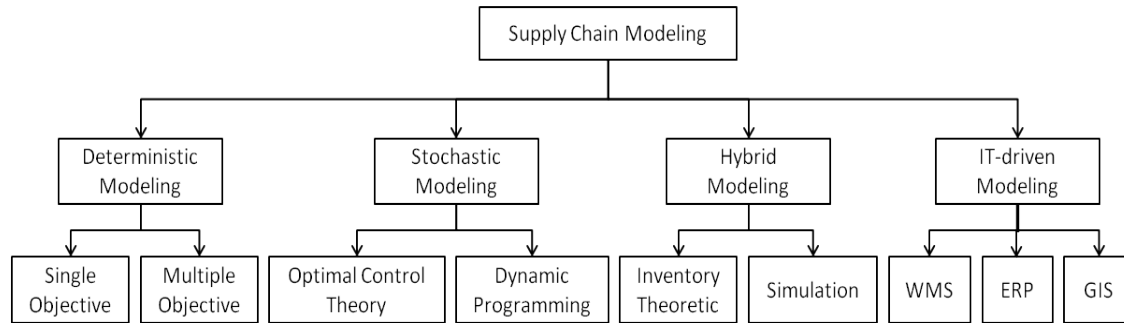 Supply Chain Modeling
Deterministic
Modeling
Stochastic
Modeling
Hybrid
Modeling
IT-driven
Modeling
Single
Objective
Multiple
Objective
Optimal Control
Theory
Dynamic
Programming
Inventory
Theoretic
Simulation
WMS
ERP
GIS